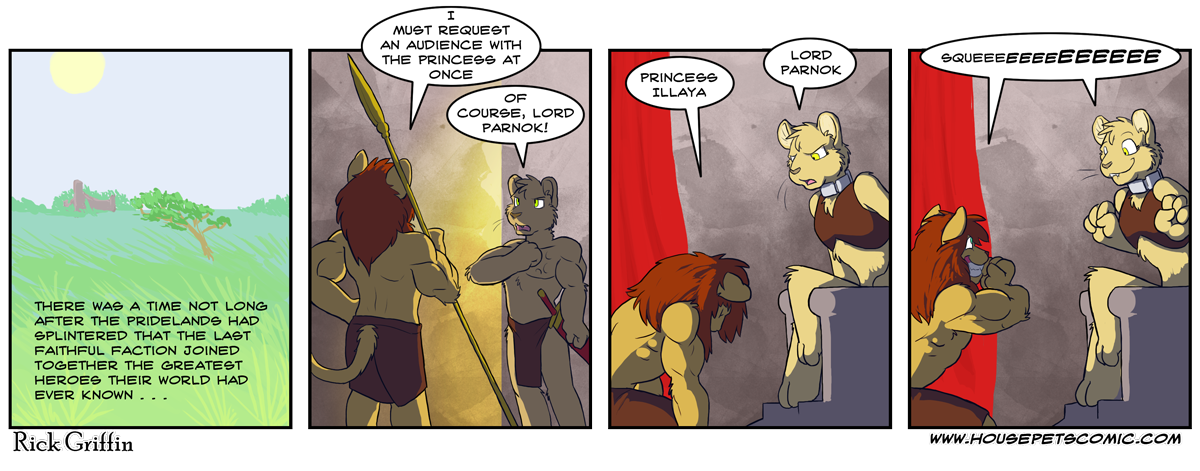 THERE WAS A TIME NOT LONG
AFTER THE PRIDELANDS HAD
SPLINTERED THAT THE LAST
FAITHFUL FACTION JOINED
TOGETHER THE GREATEST
HEROES THEIR WORLD HAD
EVER KNOWN . . .
I
MUST REQUEST
AN AUDIENCE WITH
THE PRINCESS AT
ONCE
OF
COURSE, LORD
PARNOK!
PRINCESS
ILLAYA
LORD
PARNOK
SQUEEEEEEEEEEEEEE
Rick Griffin
WWW.HOUSEPETSCOMIC.COM